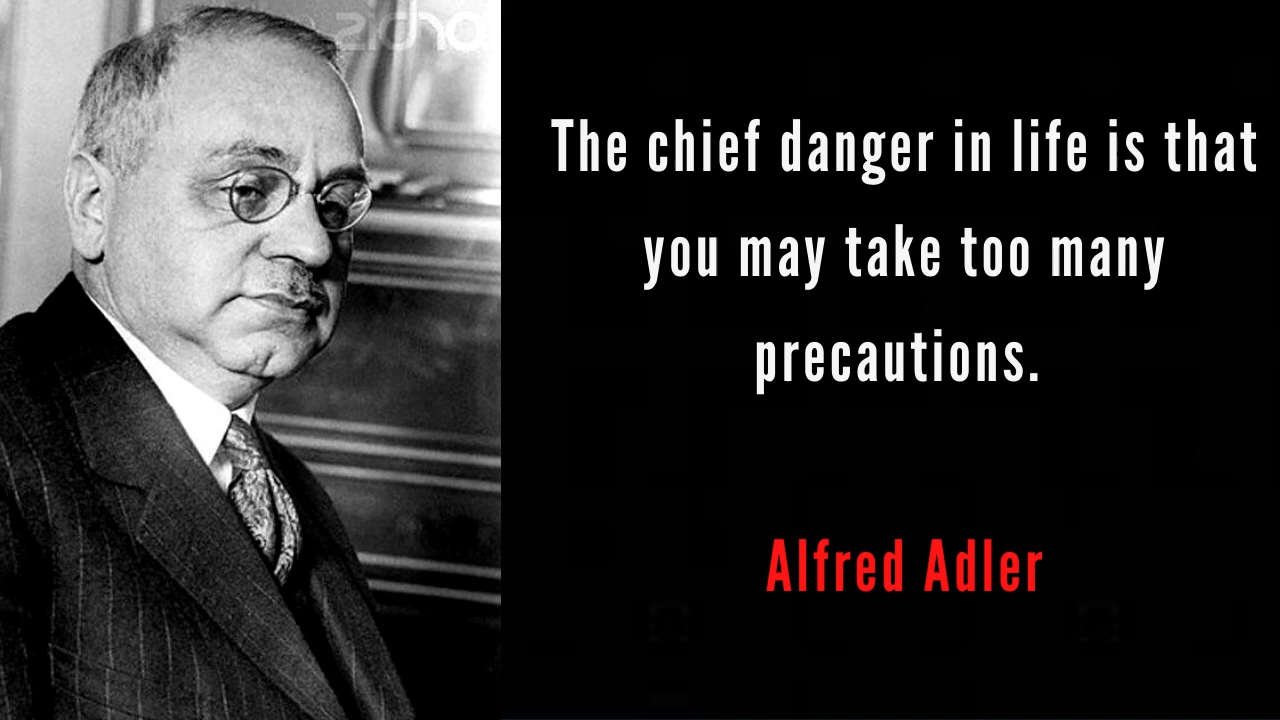 The chief danger in life is that
you may take too many
precautions.
Alfred Adler